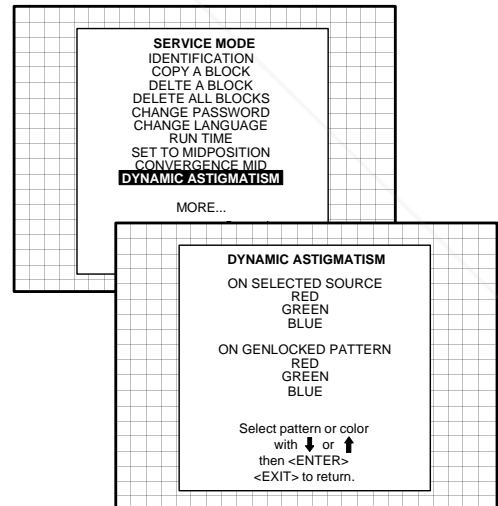 SERVICE MODE
IDENTIFICATION
COPY A BLOCK
DELTE A BLOCK
DELETE ALL BLOCKS
CHANGE PASSWORD
CHANGE LANGUAGE
RUN TIME
SET TO MIDPOSITION
CONVERGENCE MID
DYNAMIC ASTIGMATISM
MORE...
DYNAMIC ASTIGMATISM
ON SELECTED SOURCE
RED
GREEN
BLUE
ON GENLOCKED PATTERN
RED
GREEN
BLUE
Select pattern or color
with ⬇ or ⬆
then <ENTER>
<EXIT> to return.